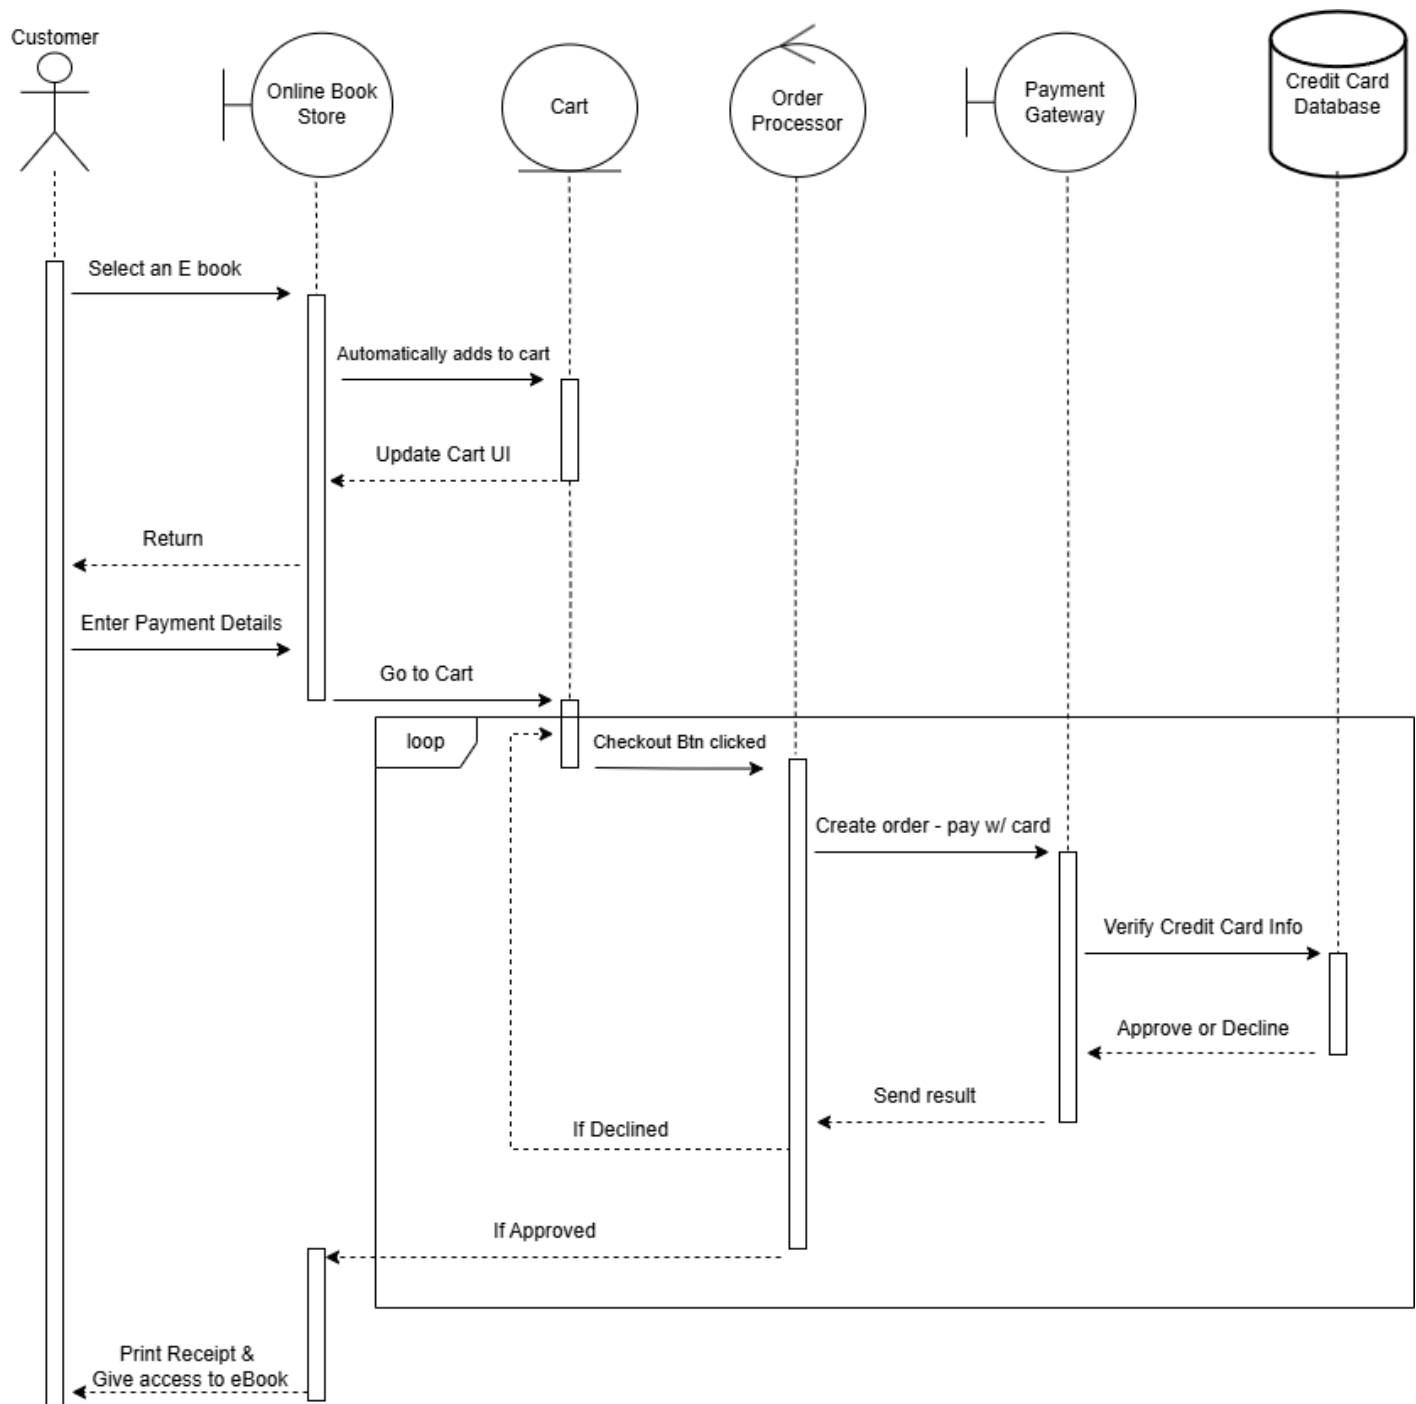 Customer
Online Book
Store
Cart
Order
Processor
Payment
Gateway
Credit Card
Database
Select an E book
Automatically adds to cart
Update Cart UI
Return
Enter Payment Details
Go to Cart
loop
Checkout Btn clicked
Create order - pay w/ card
Verify Credit Card Info
Approve or Decline
Send result
If Declined
If Approved
Print Receipt &
Give access to eBook